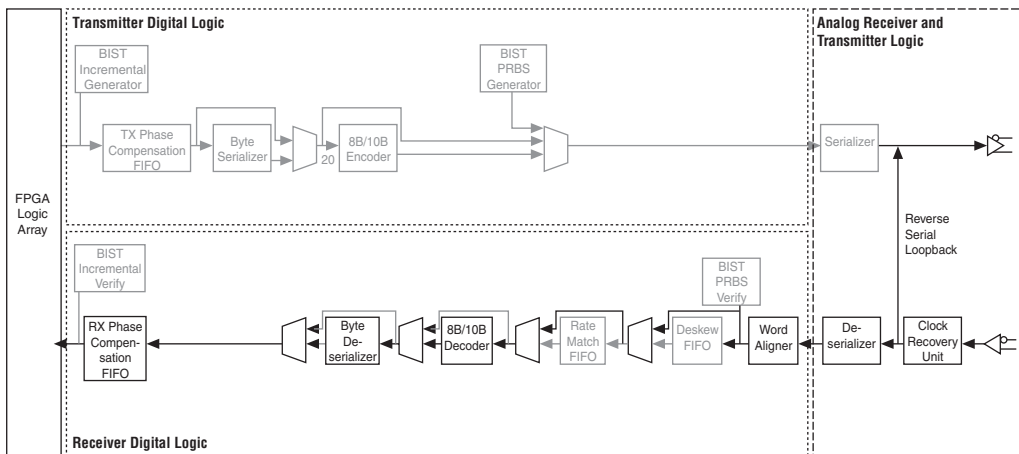 Transmitter Digital Logic
Analog Receiver and
Transmitter Logic
BIST
Incremental
Generator
BIST
PRBS
Generator
TX Phase
Compensation
FIFO
Byte
Serializer
20
8B/10B
Encoder
Serializer
FPGA
Logic
Array
Reverse
Serial
Loopback
BIST
Incremental
Verify
BIST
PRBS
Verify
RX Phase
Compen-
sation
FIFO
Byte
De-
serializer
8B/10B
Decoder
Rate
Match
FIFO
Deskew
FIFO
Word
Aligner
De-
serializer
Clock
Recovery
Unit
Receiver Digital Logic